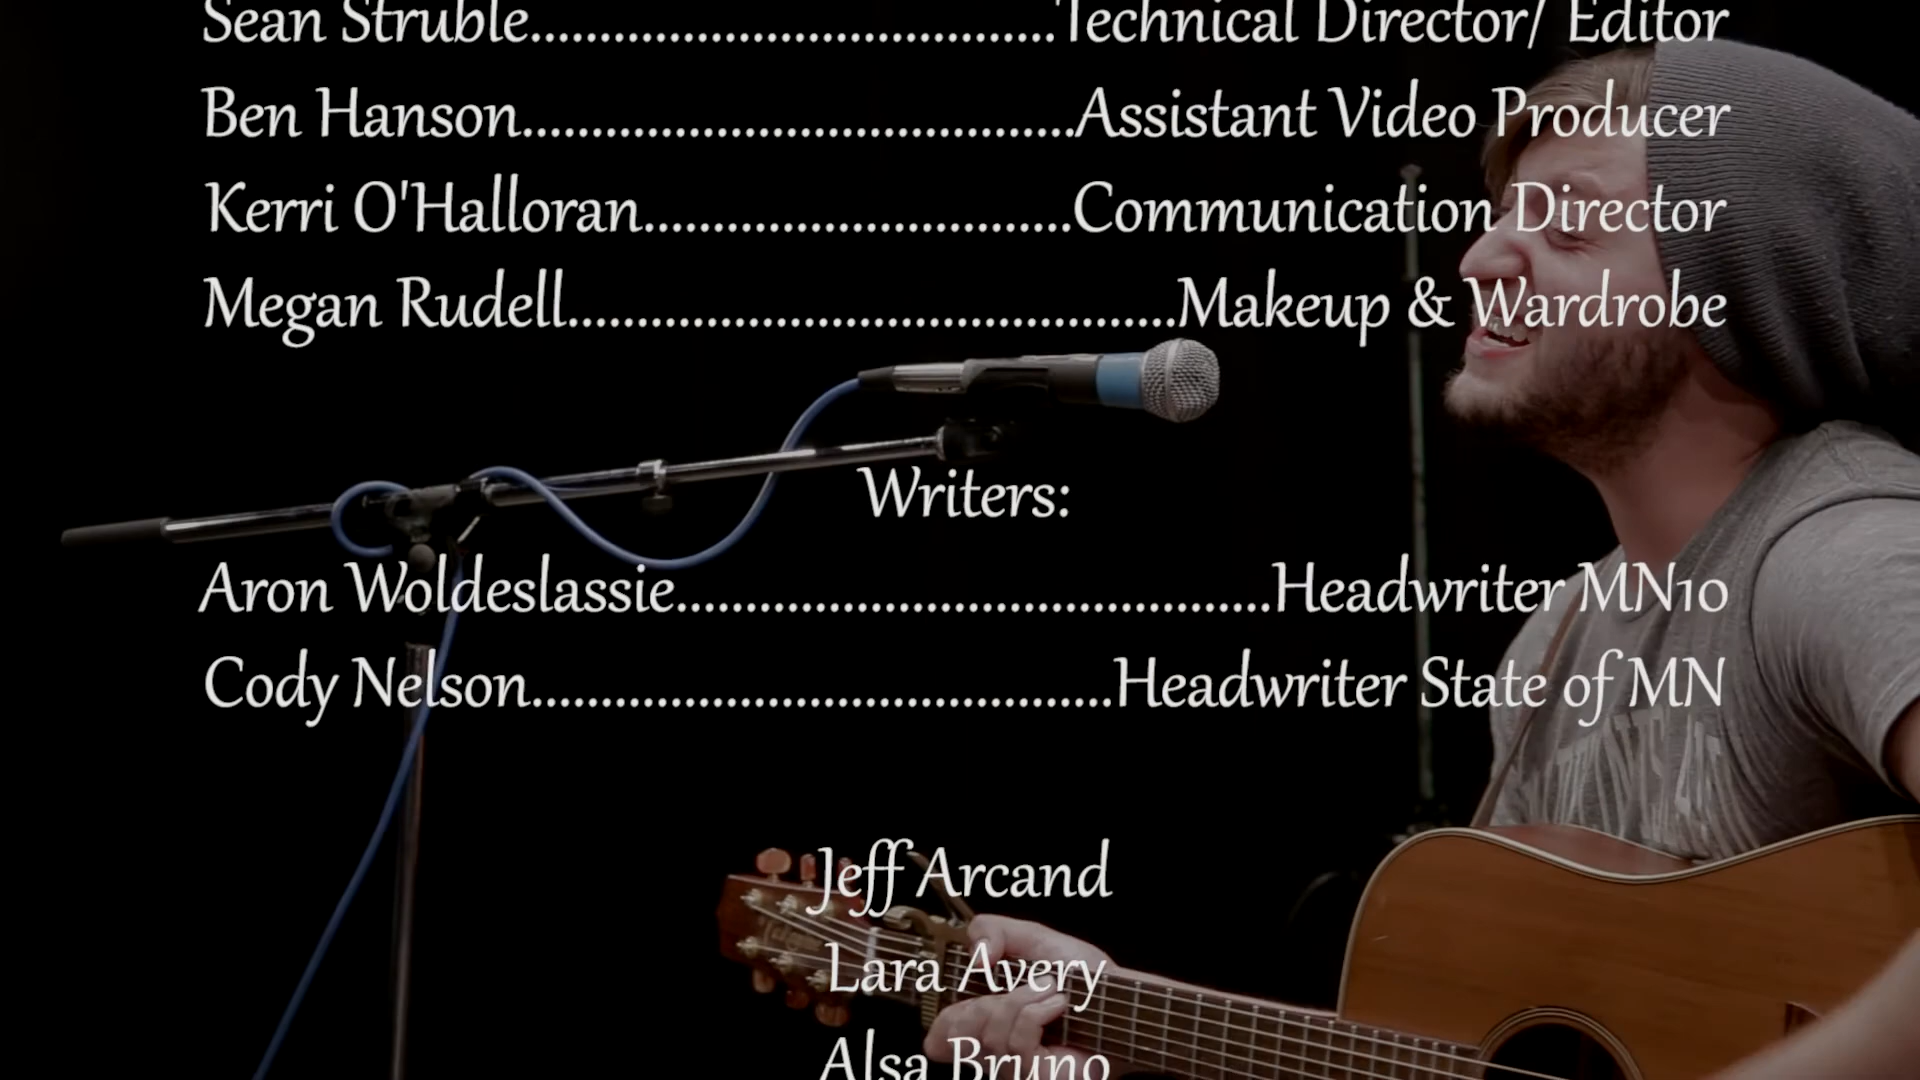 Sean Struble......................................Technical Director/ Editor
Ben Hanson........................................Assistant Video Producer
Kerri O'Halloran...............................Communication Director
Megan Rudell............................................Makeup & Wardrobe
Writers:
Aron Woldeslassie...........................................Headwriter MN10
Cody Nelson..........................................Headwriter State of MN
Jeff Arcand
Lara Avery
Alsa Bruno